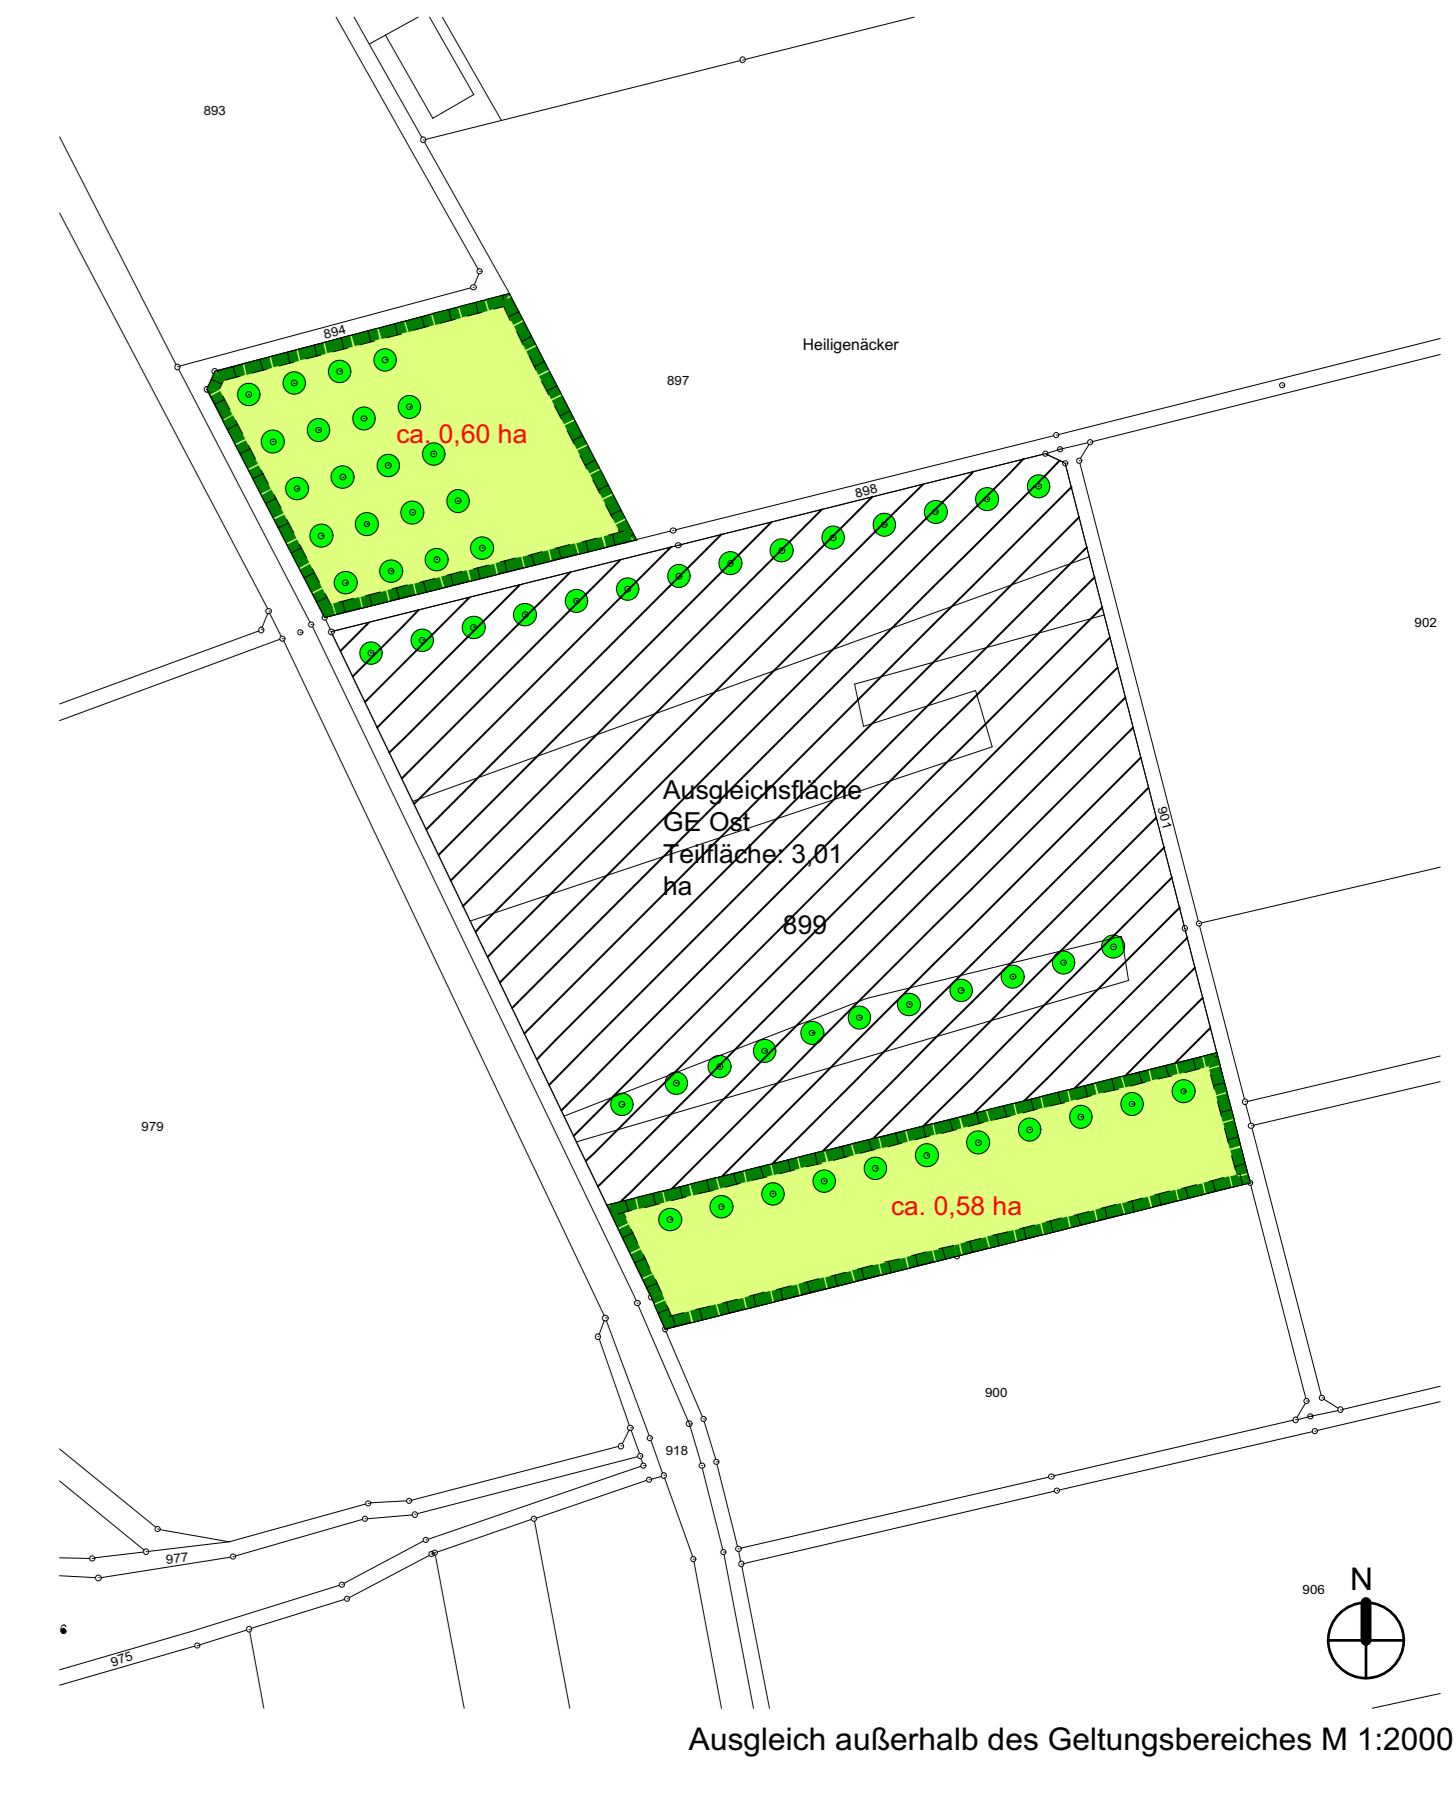 893
894
Heiligenäcker
897
ca. 0,60 ha
898
902
Ausgleichsfläche
GE Ost
Teilfläche: 3,01
ha
901
899
979
ca. 0,58 ha
900
918
977
906
N
6
975
Ausgleich außerhalb des Geltungsbereiches M 1:2000